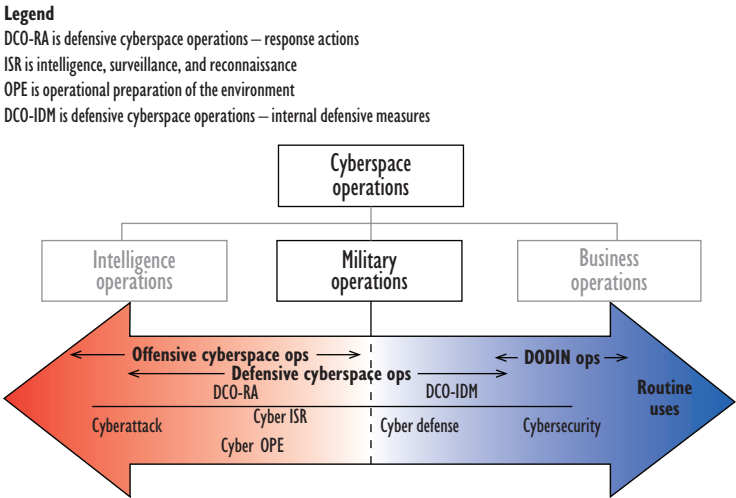 Legend
DCO-RA is defensive cyberspace operations – response actions
ISR is intelligence, surveillance, and reconnaissance
OPE is operational preparation of the environment
DCO-IDM is defensive cyberspace operations – internal defensive measures
Cyberspace
operations
Intelligence
operations
Military
operations
Business
operations
Offensive cyberspace ops
DODIN ops
Defensive cyberspace ops
DCO-RA
DCO-IDM
Routine
uses
Cyberattack
Cyber ISR
Cyber defense
Cybersecurity
Cyber OPE